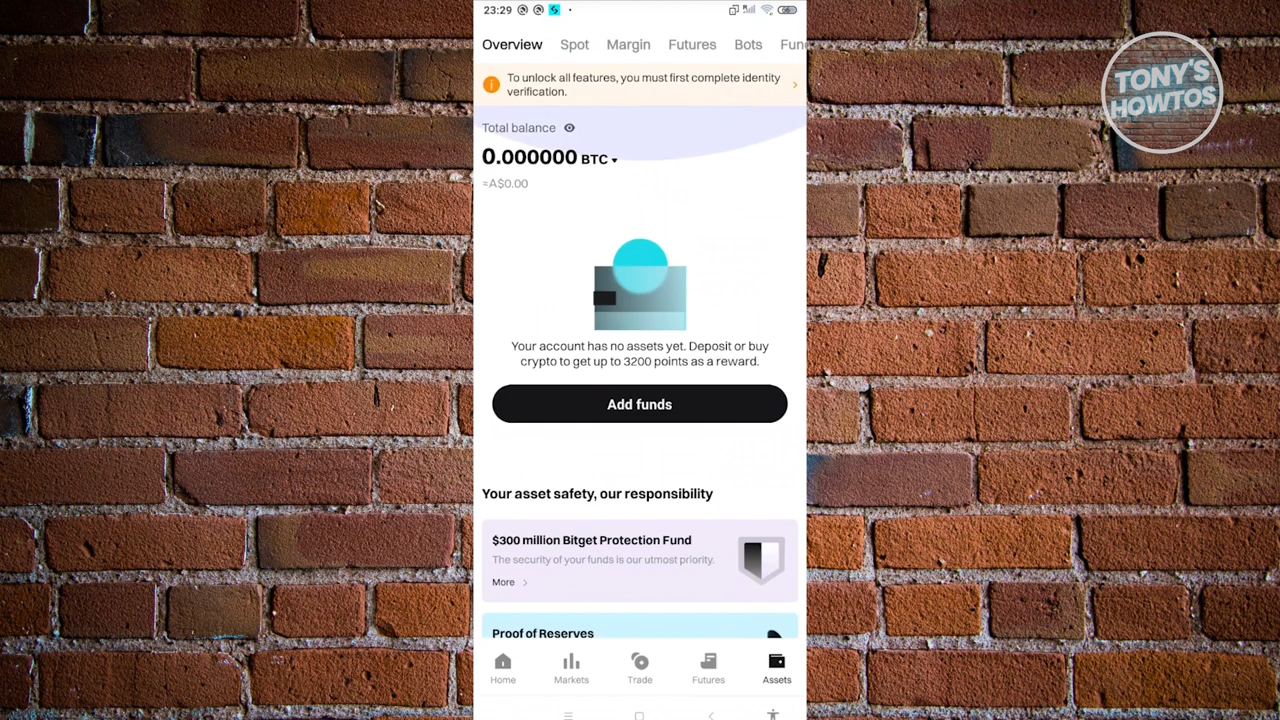 23:29
Overview Spot Margin Futures Bots Fun
To unlock all features, you must first complete identity
verification.
Total balance
0.000000 BTC
≈A$0.00
Your account has no assets yet. Deposit or buy
crypto to get up to 3200 points as a reward.
Add funds
Your asset safety, our responsibility
$300 million Bitget Protection Fund
The security of your funds is our utmost priority.
More
Proof of Reserves
Home Markets Trade Futures Assets
TONY'S
HOWTOS